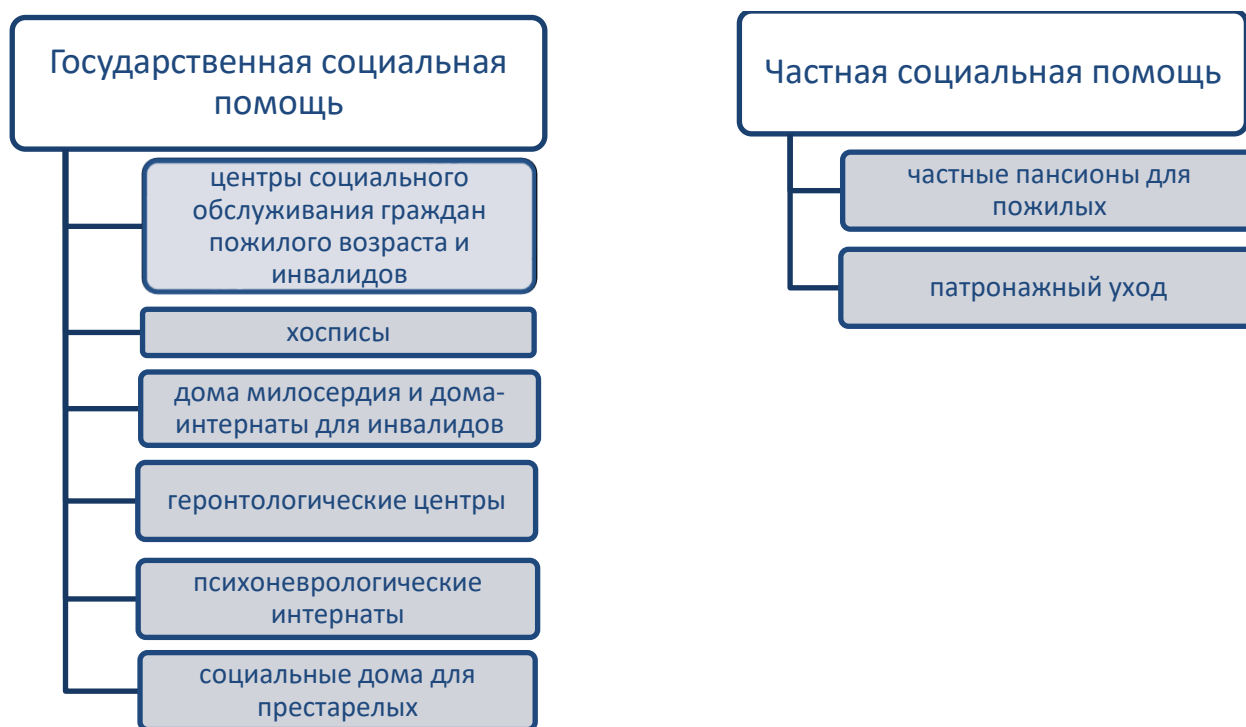 Государственная социальная
помощь
центры социального
обслуживания граждан
пожилого возраста и
инвалидов
хосписы
дома милосердия и дома-
интернаты для инвалидов
геронтологические центры
психоневрологические
интернаты
социальные дома для
престарелых
Частная социальная помощь
частные пансионы для
пожилых
патронажный уход